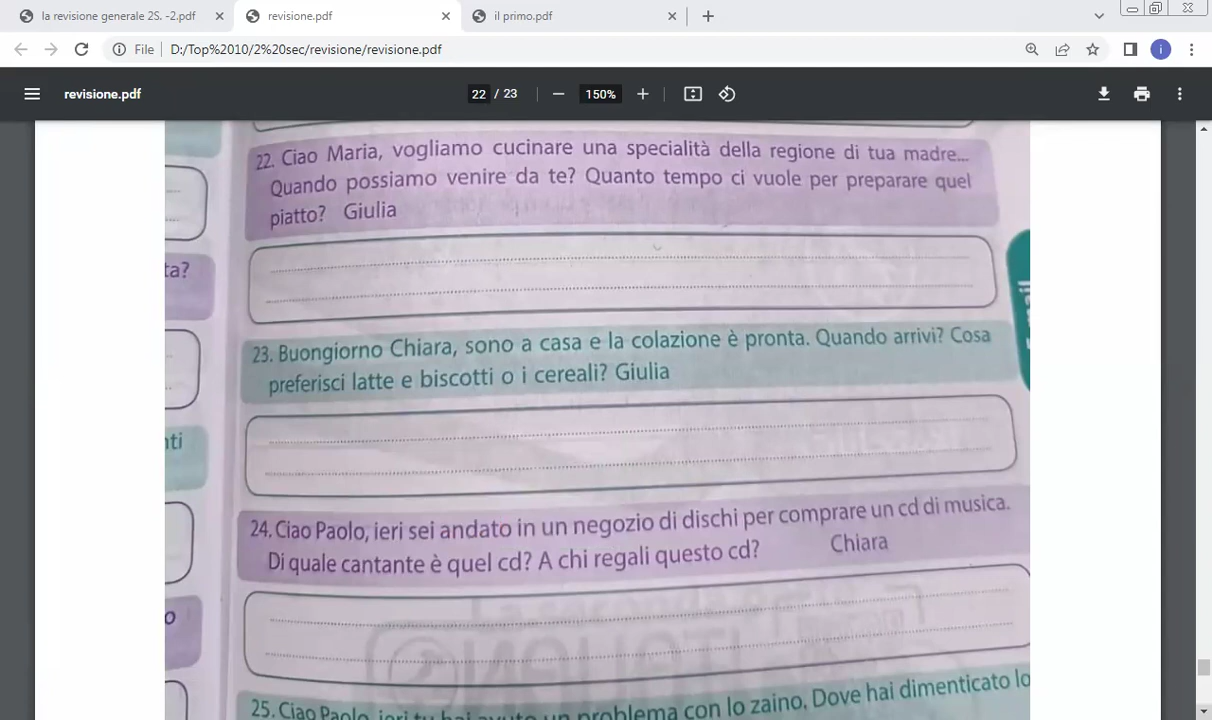 la revisione generale 2S. -2.pdf
revisione.pdf
il primo.pdf
File
D:/Top%2010/2%20sec/revisione/revisione.pdf
i
revisione.pdf
22 / 23
150%
22. Ciao Maria, vogliamo cucinare una specialità della regione di tua madre...
Quando possiamo venire da te? Quanto tempo ci vuole per preparare quel
piatto? Giulia
ta?
23. Buongiorno Chiara, sono a casa e la colazione è pronta. Quando arrivi? Cosa
preferisci latte e biscotti o i cereali? Giulia
nti
24. Ciao Paolo, ieri sei andato in un negozio di dischi per comprare un cd di musica.
Di quale cantante è quel cd? A chi regali questo cd? Chiara
o
25. Ciao Paolo, ieri tu hai avuto un problema con lo zaino. Dove hai dimenticato lo